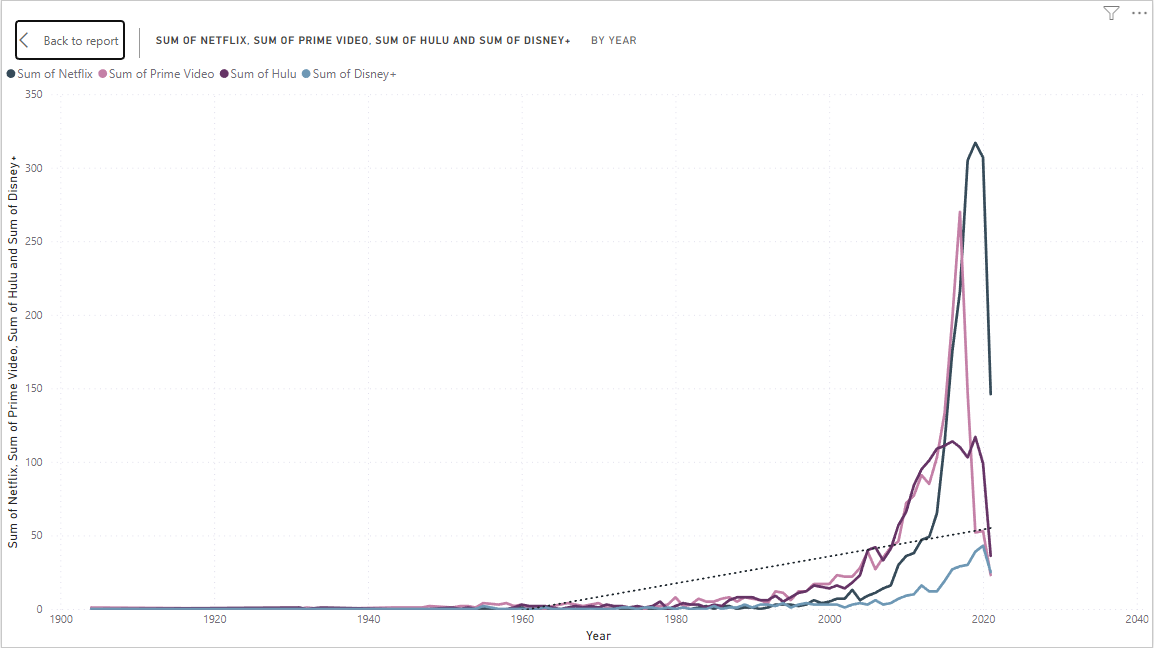 Back to report
SUM OF NETFLIX, SUM OF PRIME VIDEO, SUM OF HULU AND SUM OF DISNEY+ BY YEAR
Sum of Netflix Sum of Prime Video Sum of Hulu Sum of Disney+
350
300
250
200
150
100
50
0
Sum of Netflix, Sum of Prime Video, Sum of Hulu and Sum of Disney+
1900 1920 1940 1960 1980 2000 2020 2040
Year